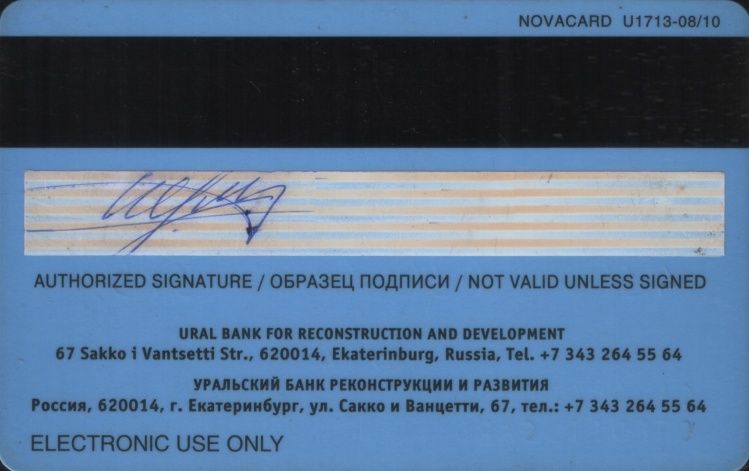 NOVACARD U1713-08/10
AUTHORIZED SIGNATURE / ОБРАЗЕЦ ПОДПИСИ / NOT VALID UNLESS SIGNED
URAL BANK FOR RECONSTRUCTION AND DEVELOPMENT
67 Sakko i Vantsetti Str., 620014, Ekaterinburg, Russia, Tel. +7 343 264 55 64
УРАЛЬСКИЙ БАНК РЕКОНСТРУКЦИИ И РАЗВИТИЯ
Россия, 620014, г. Екатеринбург, ул. Сакко и Ванцетти, 67, тел.: +7 343 264 55 64
ELECTRONIC USE ONLY